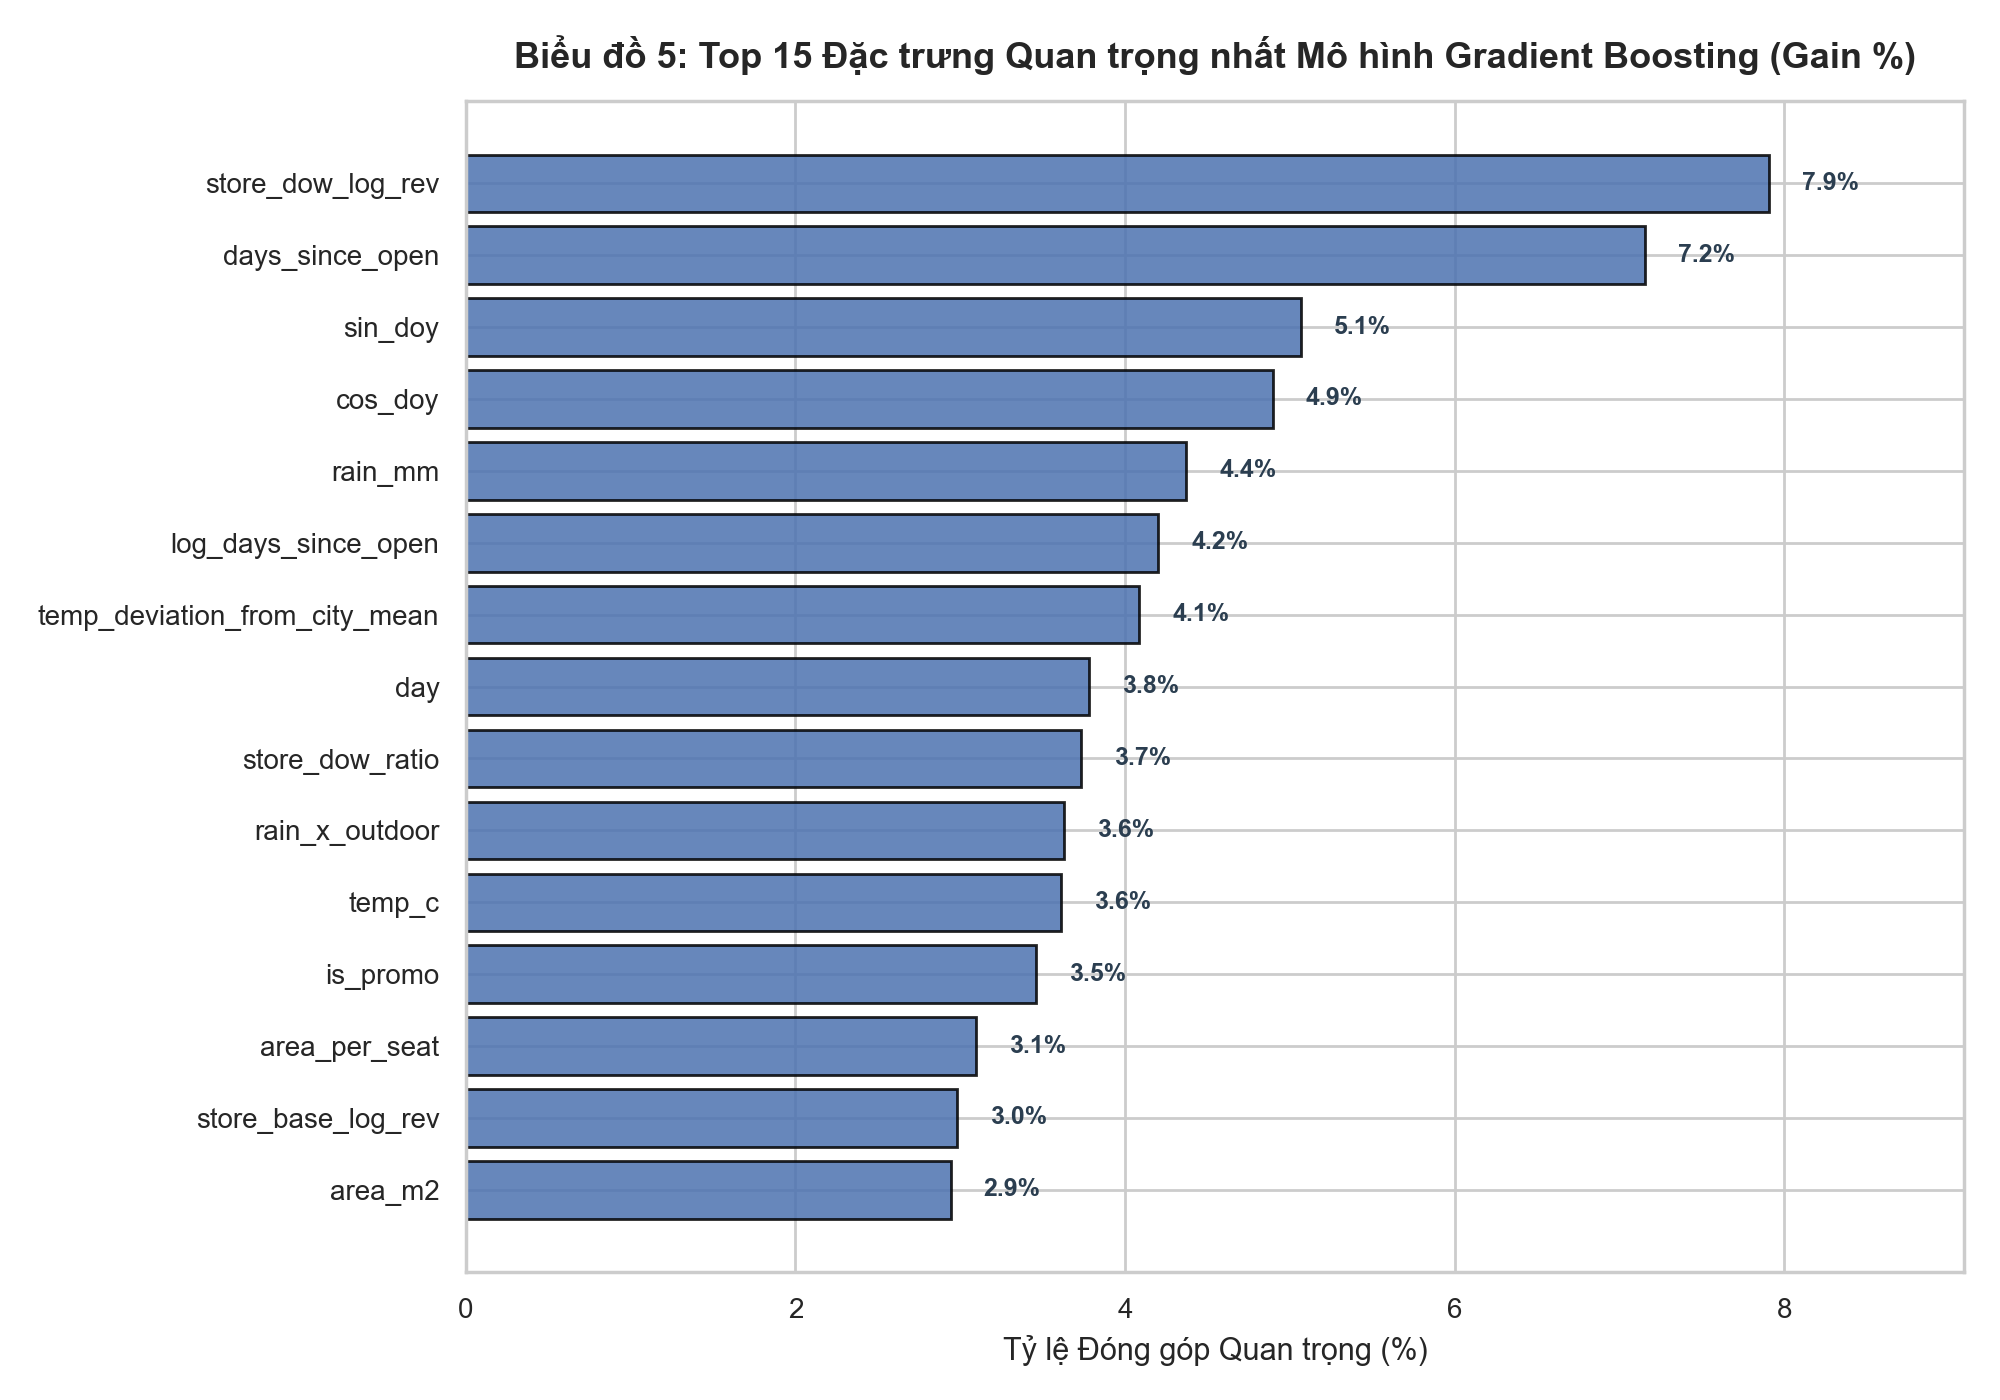 Biểu đồ 5: Top 15 Đặc trưng Quan trọng nhất Mô hình Gradient Boosting (Gain %)
store_dow_log_rev 7.9%
days_since_open 7.2%
sin_doy 5.1%
cos_doy 4.9%
rain_mm 4.4%
log_days_since_open 4.2%
temp_deviation_from_city_mean 4.1%
day 3.8%
store_dow_ratio 3.7%
rain_x_outdoor 3.6%
temp_c 3.6%
is_promo 3.5%
area_per_seat 3.1%
store_base_log_rev 3.0%
area_m2 2.9%
0 2 4 6 8
Tỷ lệ Đóng góp Quan trọng (%)